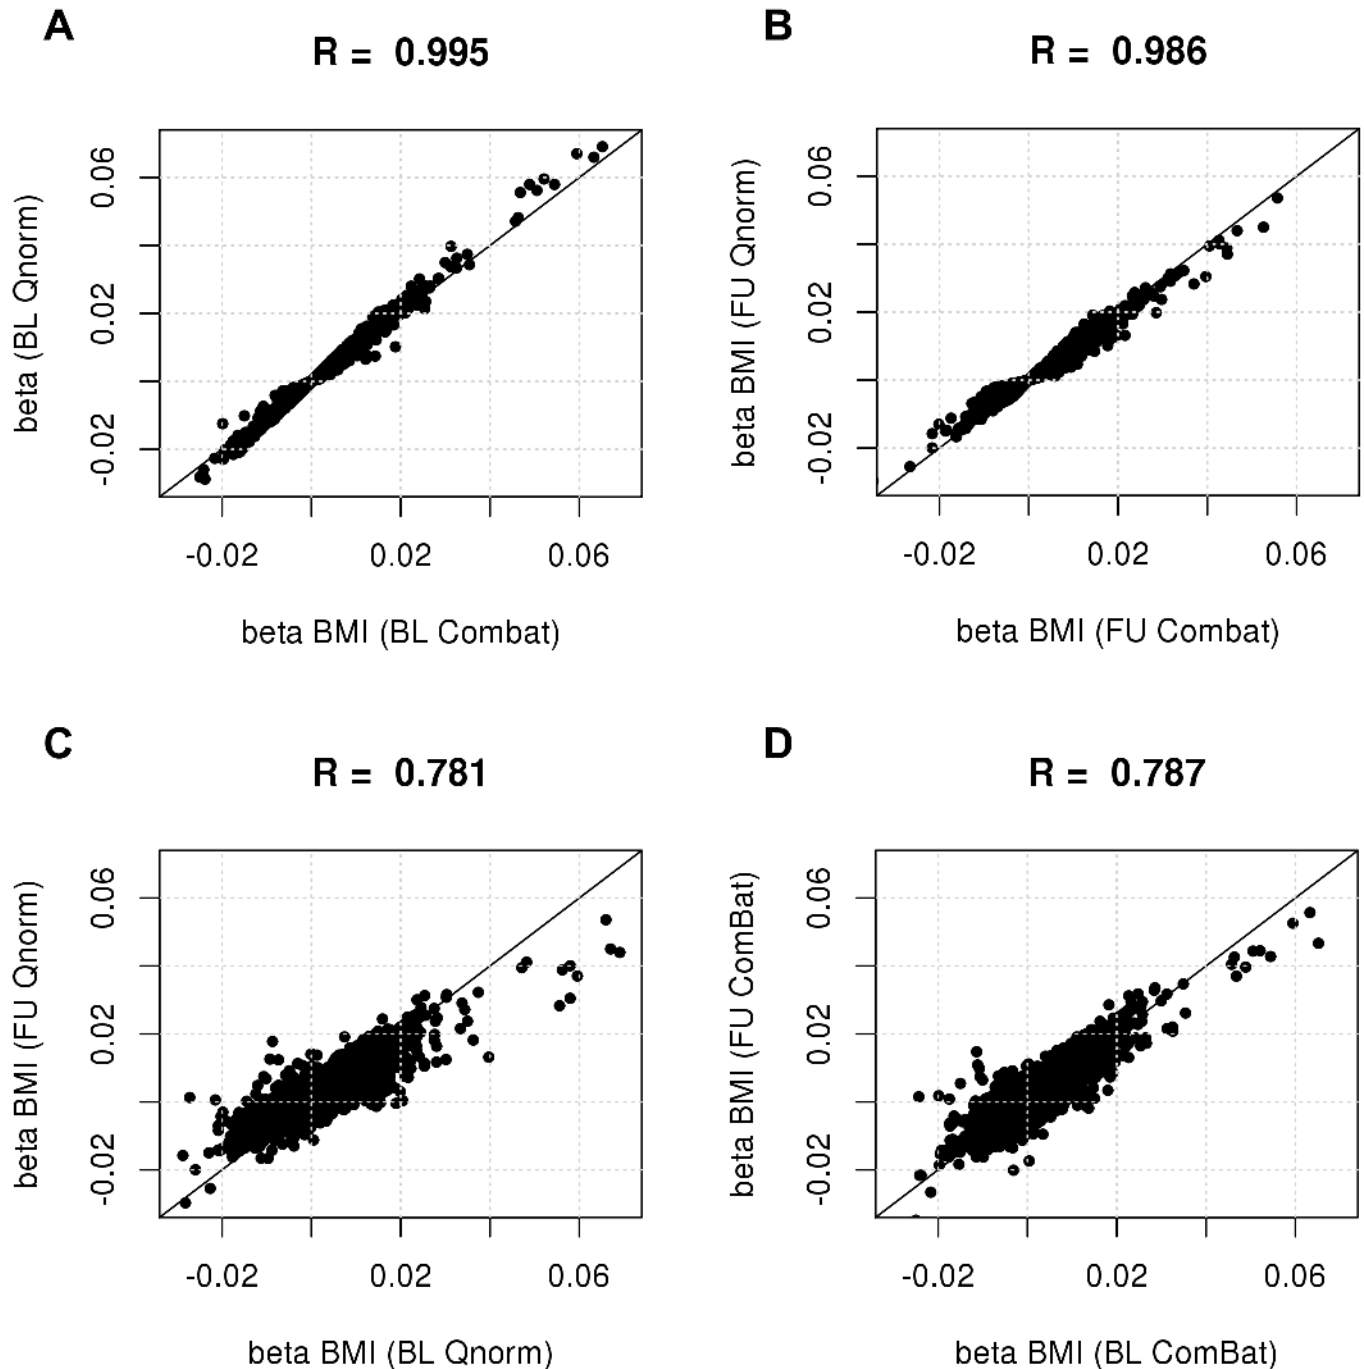 A
R = 0.995
beta (BL Qnorm)
0.06
0.02
-0.02
-0.02
0.02
0.06
beta BMI (BL Combat)
B
R = 0.986
beta BMI (FU Qnorm)
0.06
0.02
-0.02
-0.02
0.02
0.06
beta BMI (FU Combat)
C
R = 0.781
beta BMI (FU Qnorm)
0.06
0.02
-0.02
-0.02
0.02
0.06
beta BMI (BL Qnorm)
D
R = 0.787
beta BMI (FU ComBat)
0.06
0.02
-0.02
-0.02
0.02
0.06
beta BMI (BL ComBat)